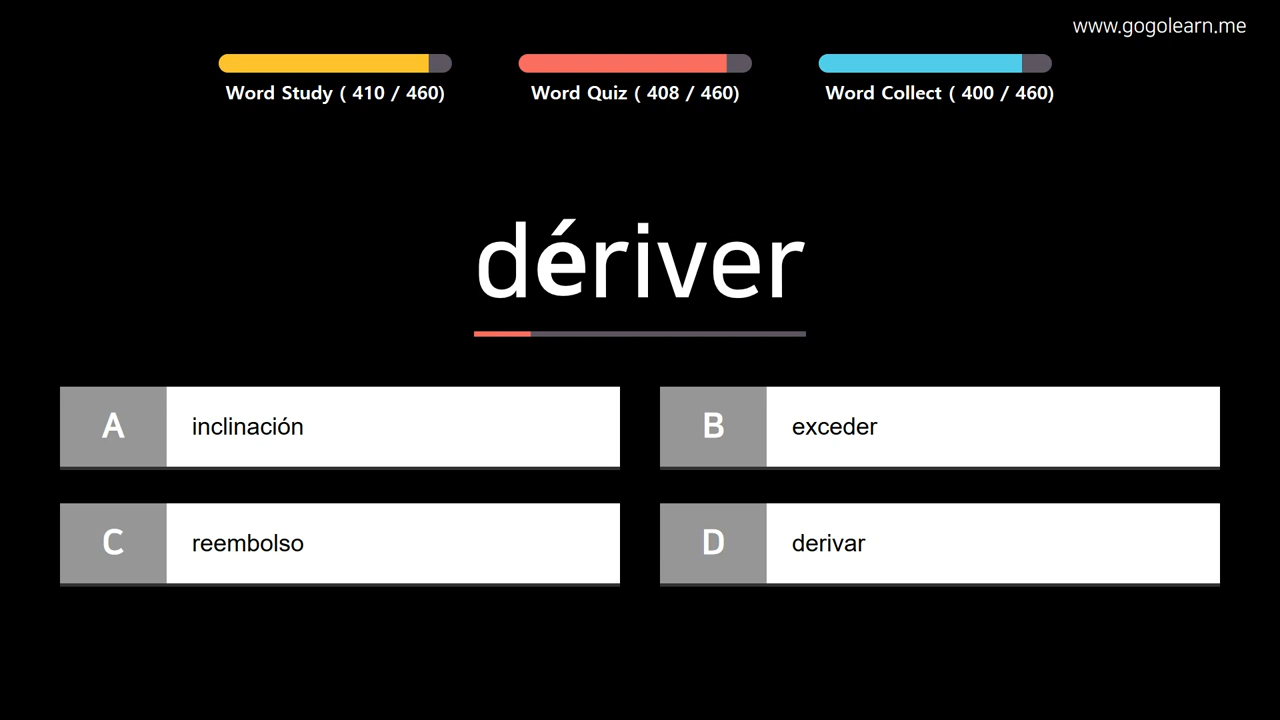 www.gogolearn.me
Word Study ( 410 / 460)
Word Quiz ( 408 / 460)
Word Collect ( 400 / 460)
dériver
A
inclinación
B
exceder
C
reembolso
D
derivar